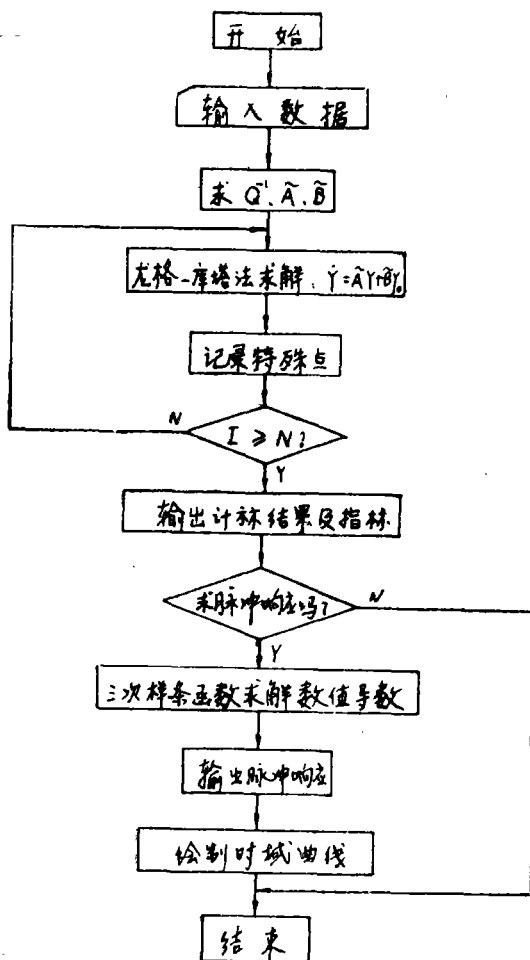 开始
输入数据
求 Q⁻¹、Ã、B̃
龙格-库塔法求解、Ẏ=ÃY+B̃y₀
记录特殊点
N
I ≥ N?
Y
输出计标结果及指标
求脉冲响应吗?
N
Y
三次样条函数求解数值导数
输出脉冲响应
绘制时域曲线
结束